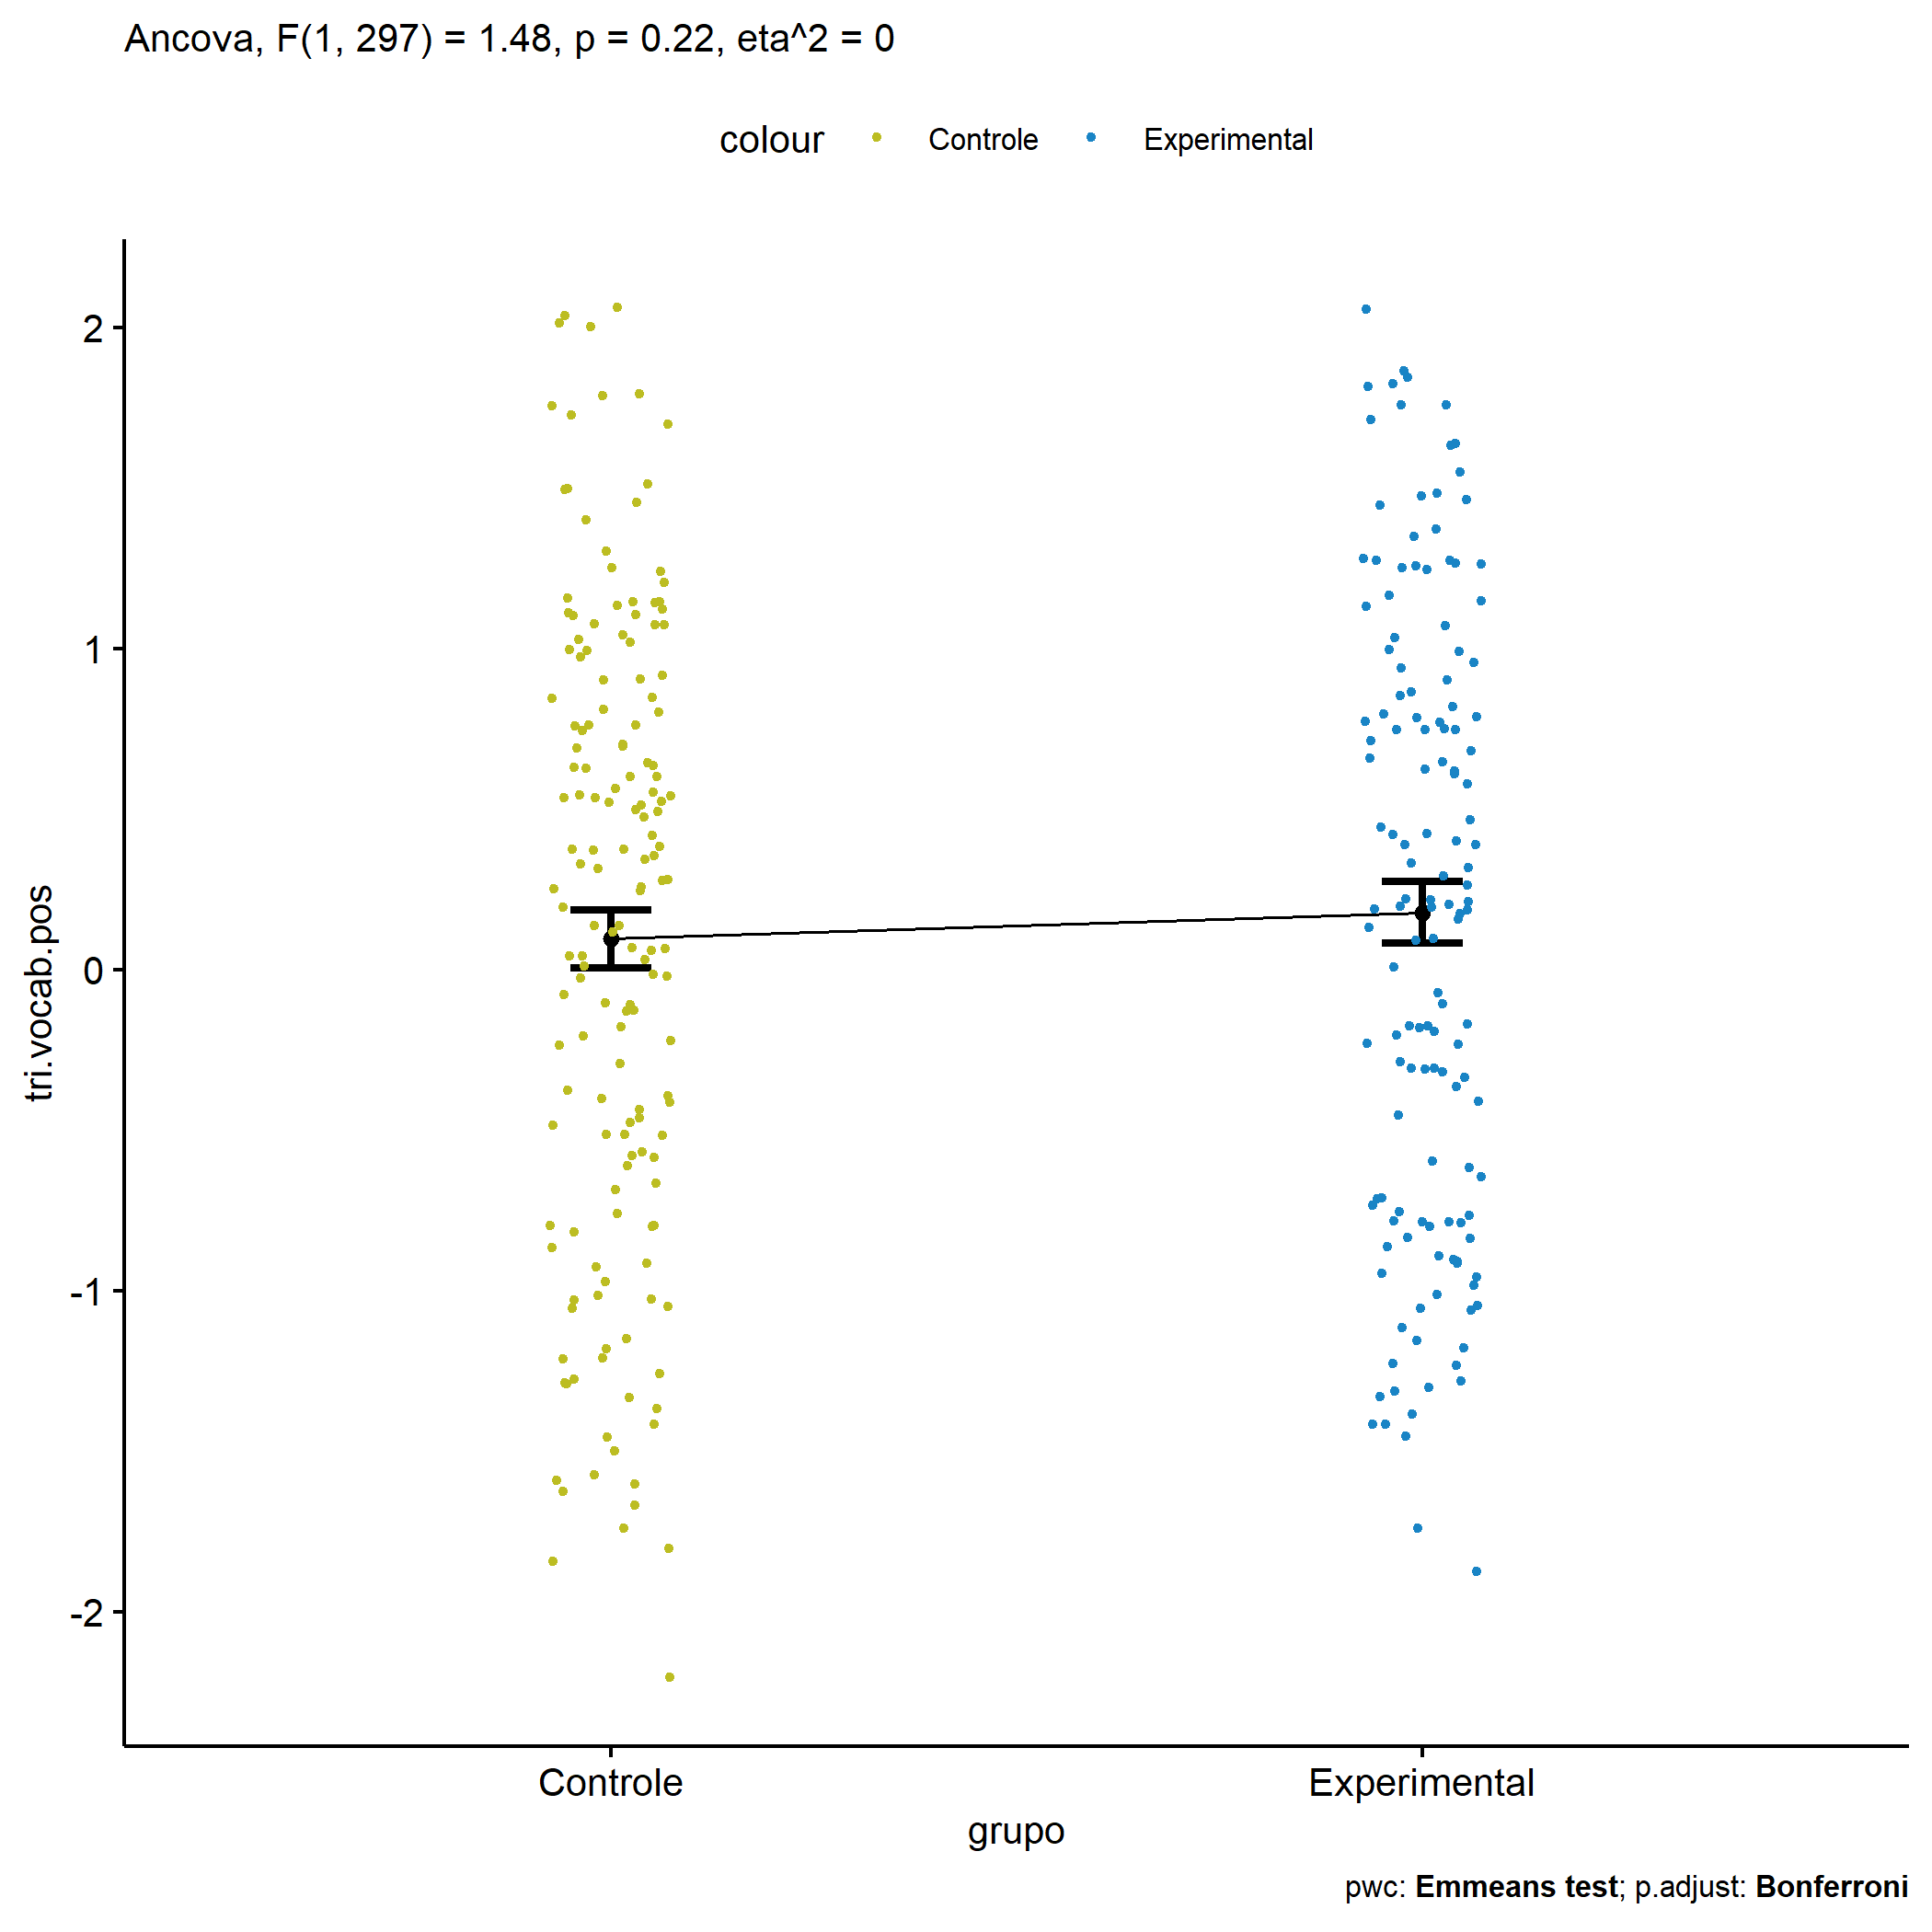 Ancova, F(1, 297) = 1.48, p = 0.22, eta^2 = 0
colour Controle Experimental
2
1
0
-1
-2
tri.vocab.pos
Controle Experimental
grupo
pwc: Emmeans test; p.adjust: Bonferroni